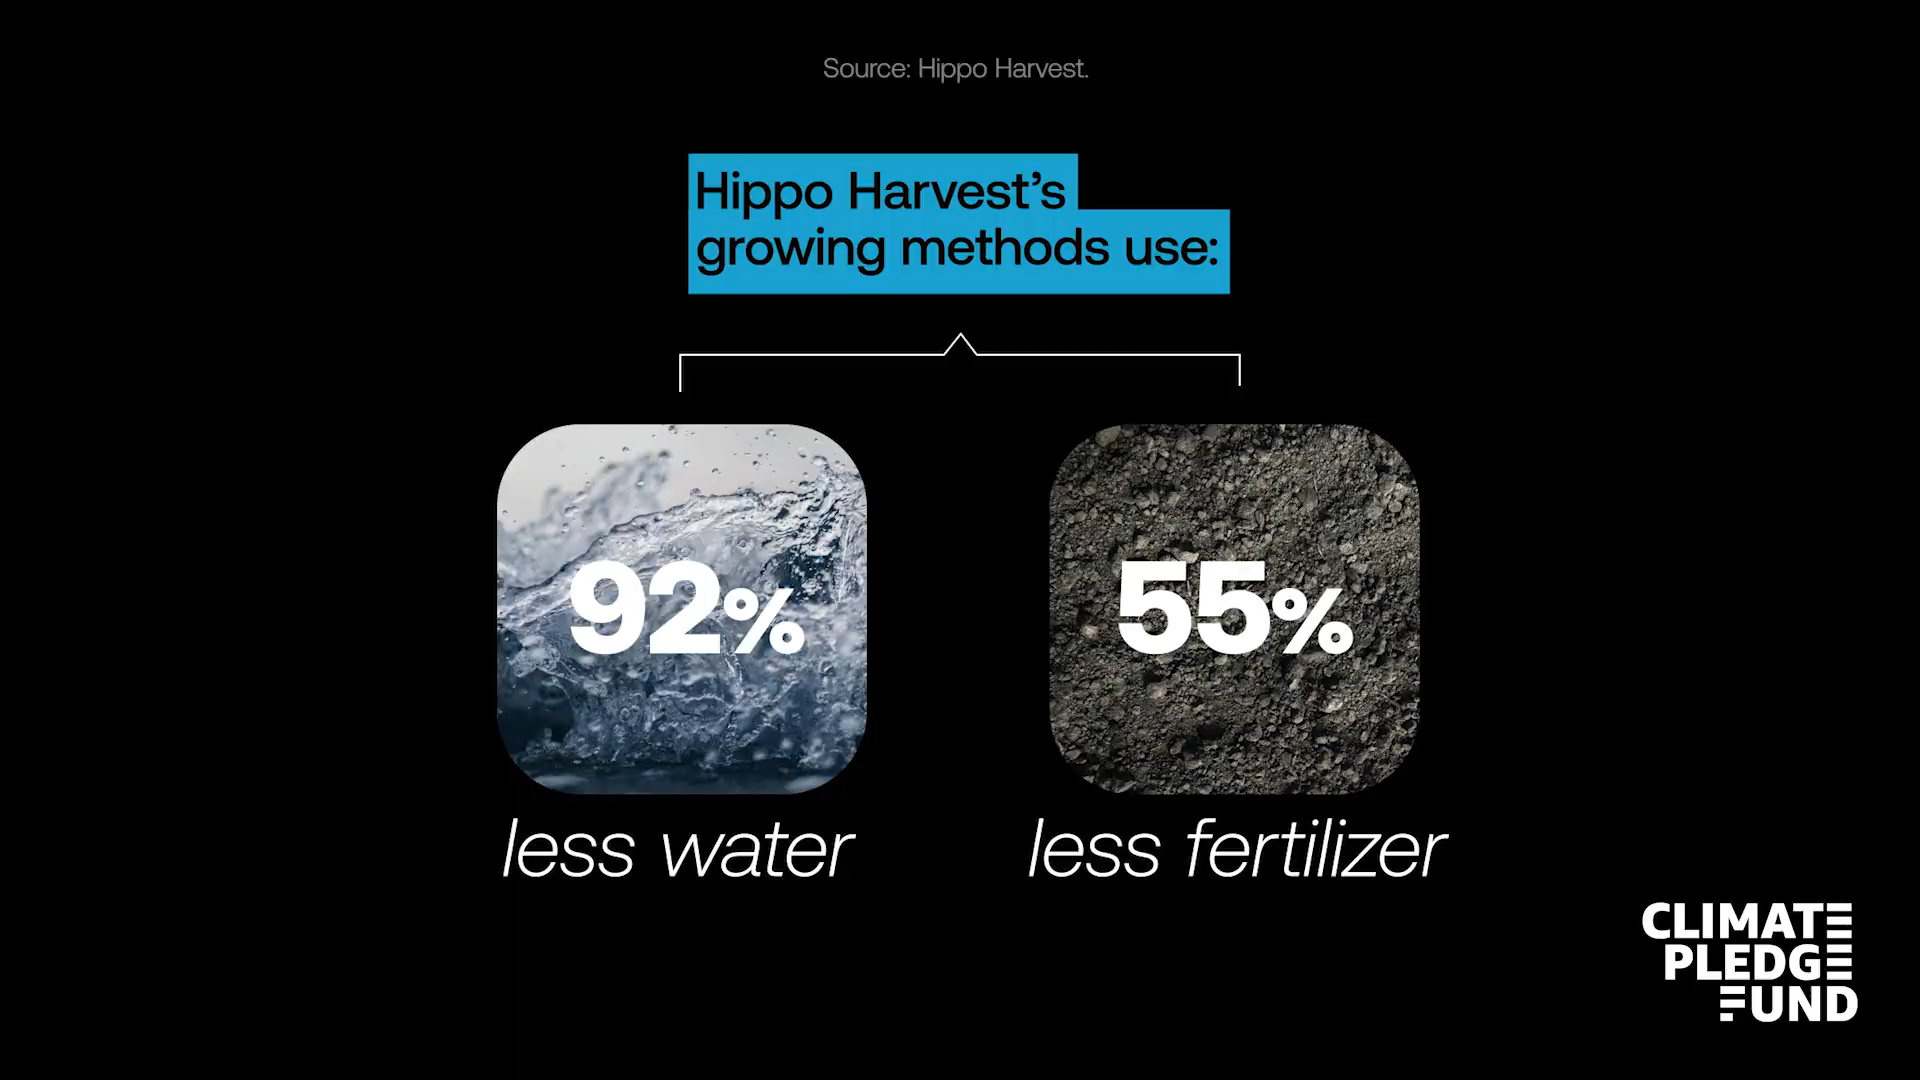 Source: Hippo Harvest.
Hippo Harvest’s
growing methods use:
92%
less water
55%
less fertilizer
CLIMATE
PLEDGE
FUND